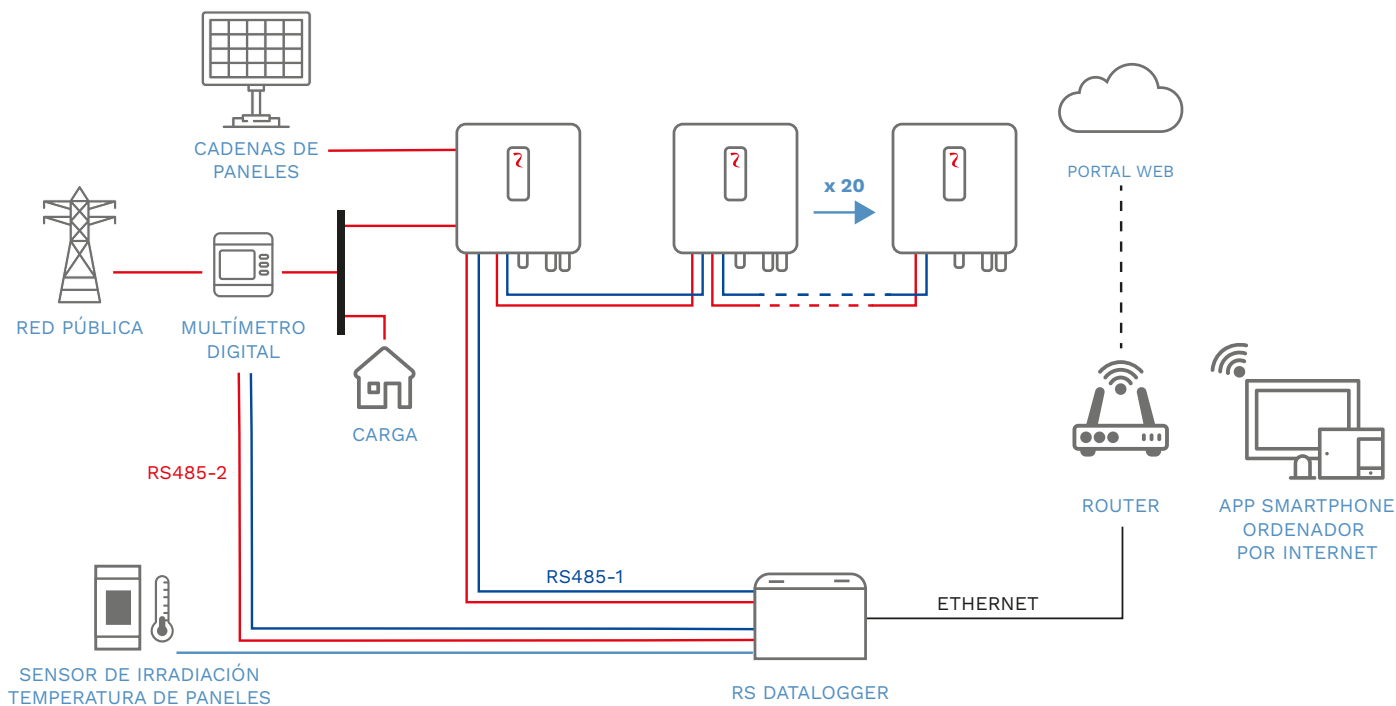 CADENAS DE
PANELES
x 20
PORTAL WEB
RED PÚBLICA
MULTÍMETRO
DIGITAL
CARGA
RS485-2
ROUTER
APP SMARTPHONE
ORDENADOR
POR INTERNET
RS485-1
ETHERNET
SENSOR DE IRRADIACIÓN
TEMPERATURA DE PANELES
RS DATALOGGER